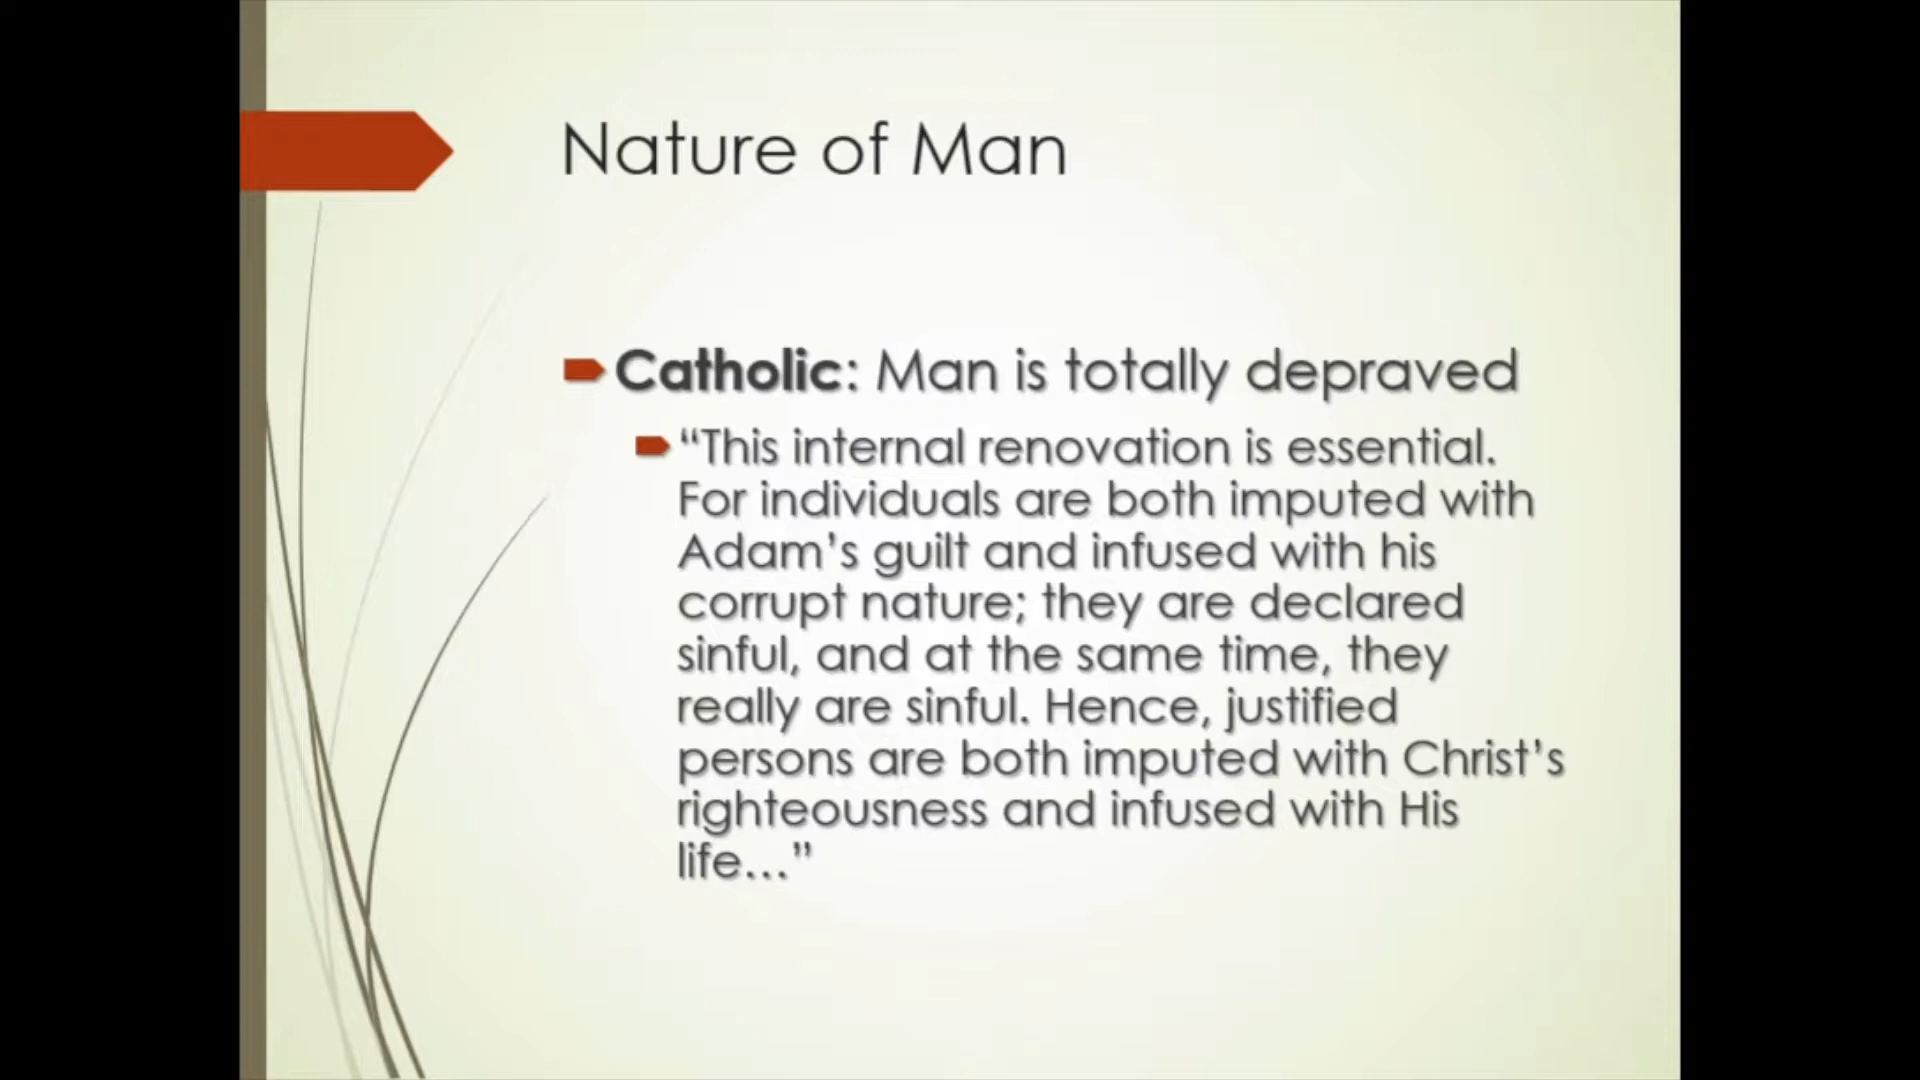 Nature of Man
Catholic: Man is totally depraved
“This internal renovation is essential.
For individuals are both imputed with
Adam’s guilt and infused with his
corrupt nature; they are declared
sinful, and at the same time, they
really are sinful. Hence, justified
persons are both imputed with Christ’s
righteousness and infused with His
life…”